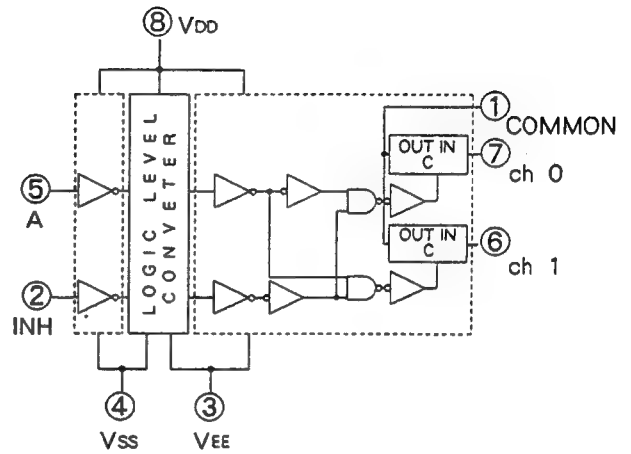 ⑧ VDD
① COMMON
OUT IN
C
⑦ ch 0
⑤ A
LOGIC LEVEL
CONVETER
OUT IN
C
⑥ ch 1
② INH
④ VSS
③ VEE